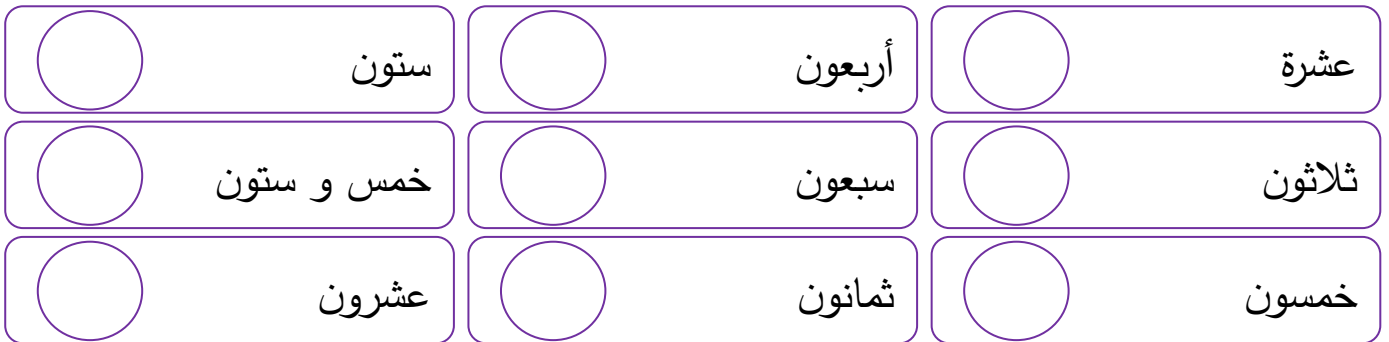 عشرة
أربعون
ستون
ثلاثون
سبعون
خمس و ستون
خمسون
ثمانون
عشرون